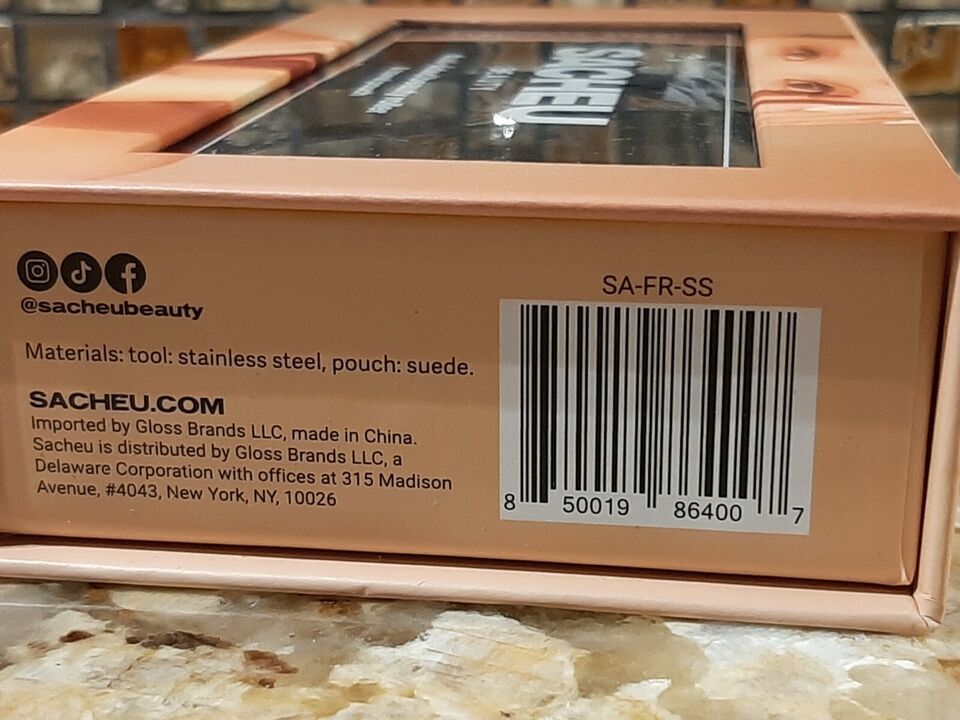 SACHEU
@sacheubeauty
Materials: tool: stainless steel, pouch: suede.
SACHEU.COM
Imported by Gloss Brands LLC, made in China.
Sacheu is distributed by Gloss Brands LLC, a
Delaware Corporation with offices at 315 Madison
Avenue, #4043, New York, NY, 10026
SA-FR-SS
8 50019 86400 7